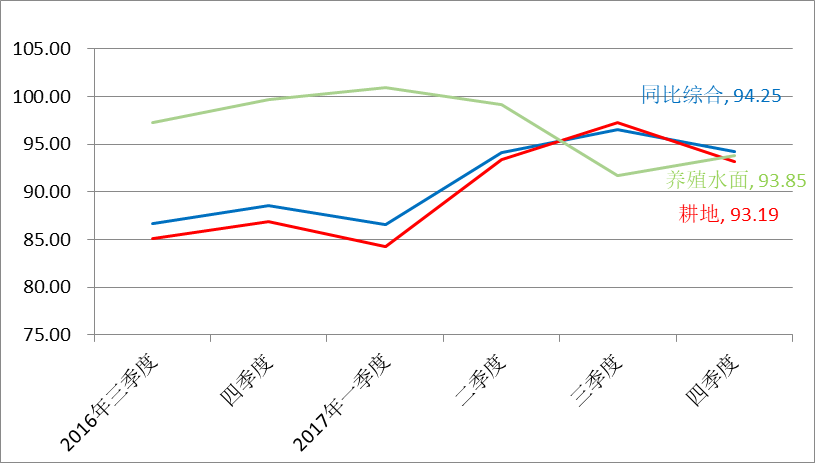 105.00
100.00
95.00
90.00
85.00
80.00
75.00
同比综合, 94.25
养殖水面, 93.85
耕地, 93.19
2016年三季度
四季度
2017年一季度
二季度
三季度
四季度